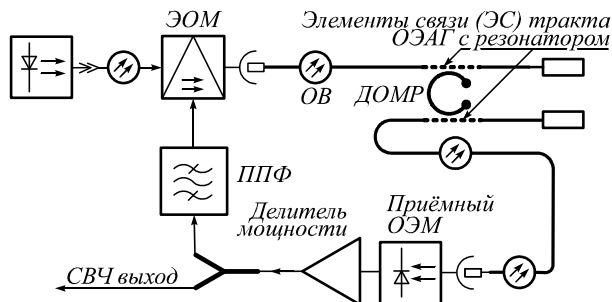 ЭОМ
Элементы связи (ЭС) тракта
ОЭАГ с резонатором
ОВ
ДОМР
ППФ
Делитель
мощности
Приёмный
ОЭМ
СВЧ выход